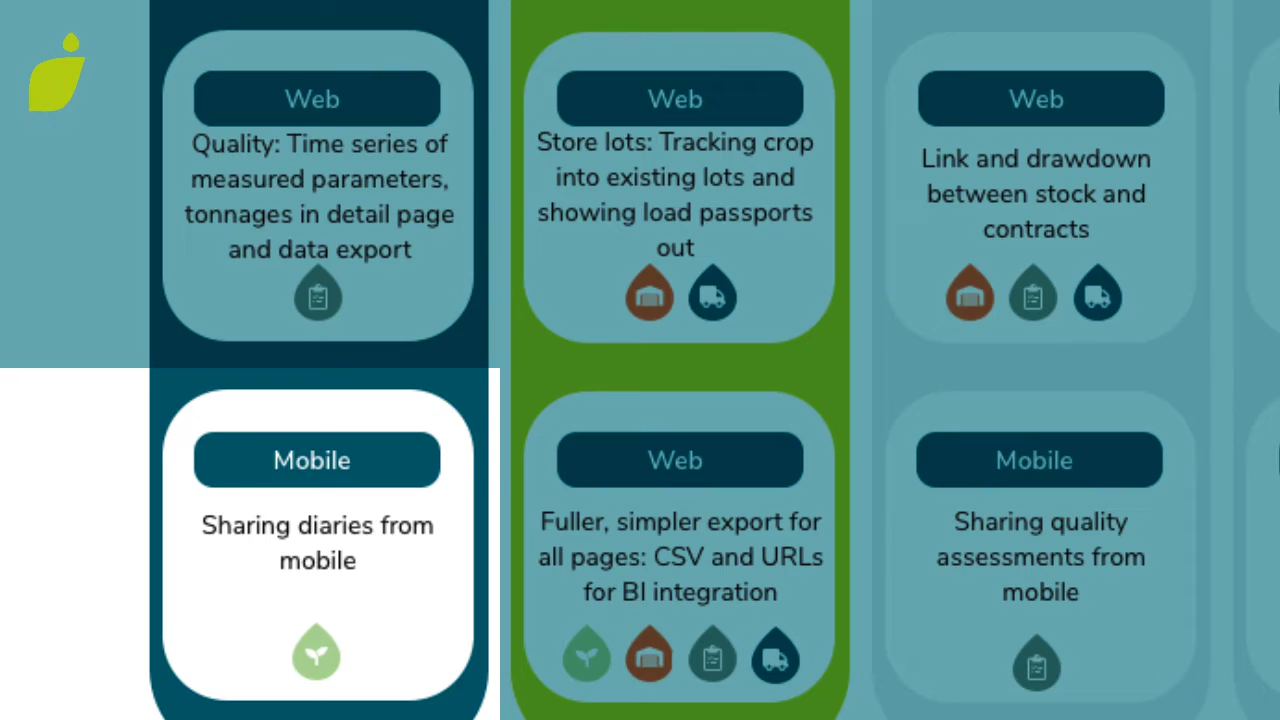 Web
Quality: Time series of
measured parameters,
tonnages in detail page
and data export
Web
Store lots: Tracking crop
into existing lots and
showing load passports
out
Web
Link and drawdown
between stock and
contracts
Mobile
Sharing diaries from
mobile
Web
Fuller, simpler export for
all pages: CSV and URLs
for BI integration
Mobile
Sharing quality
assessments from
mobile